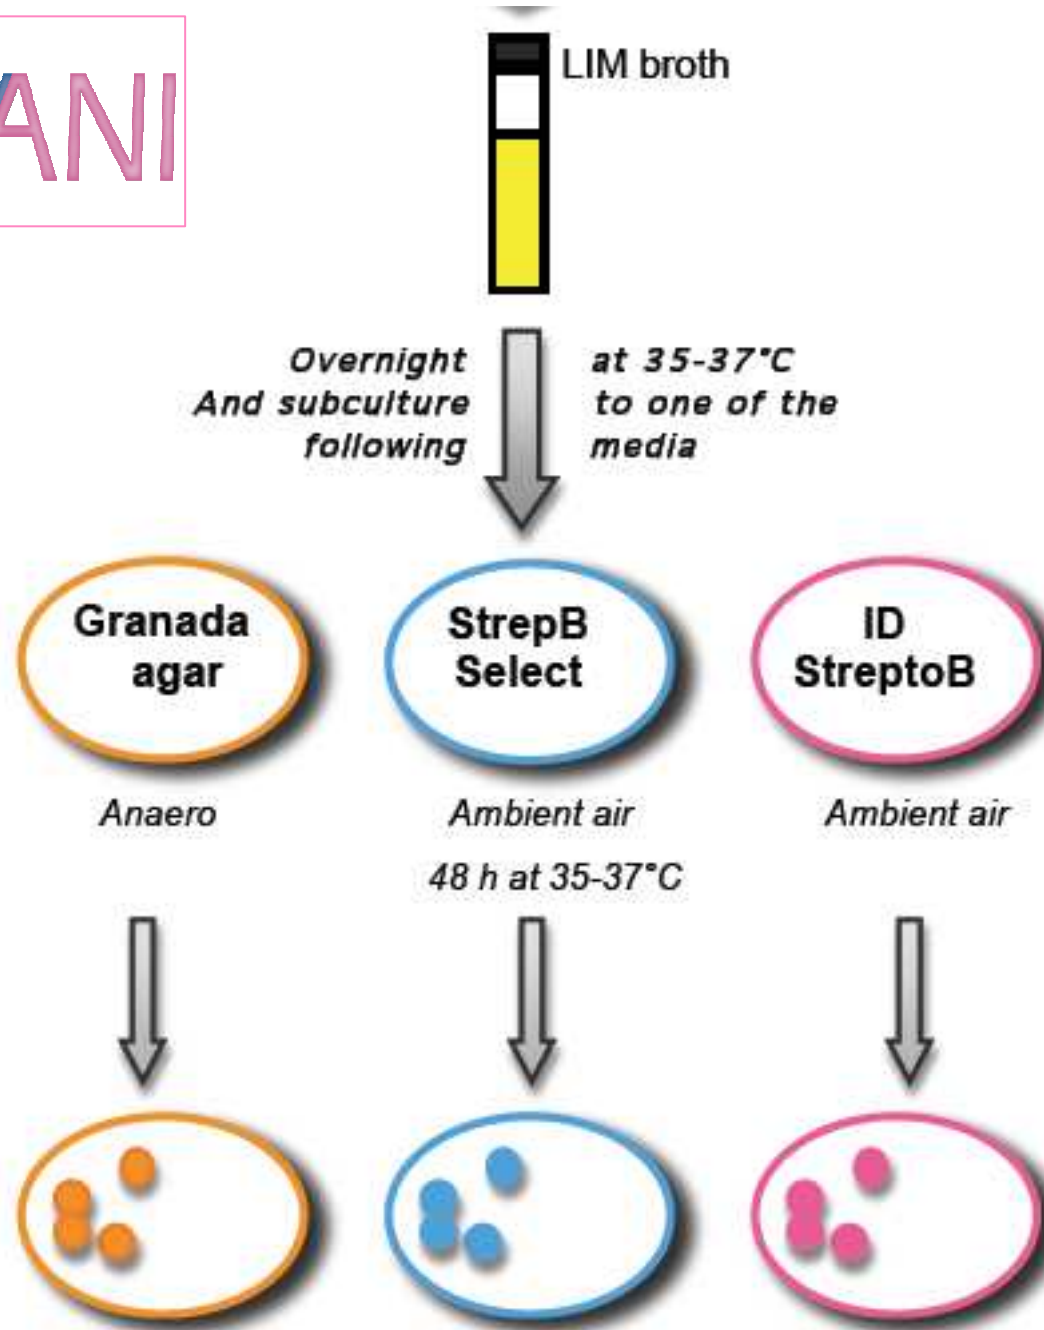 ANI
LIM broth
Overnight at 35-37°C
And subculture to one of the
following media
Granada
agar
StrepB
Select
ID
StreptoB
Anaero
Ambient air
Ambient air
48 h at 35-37°C